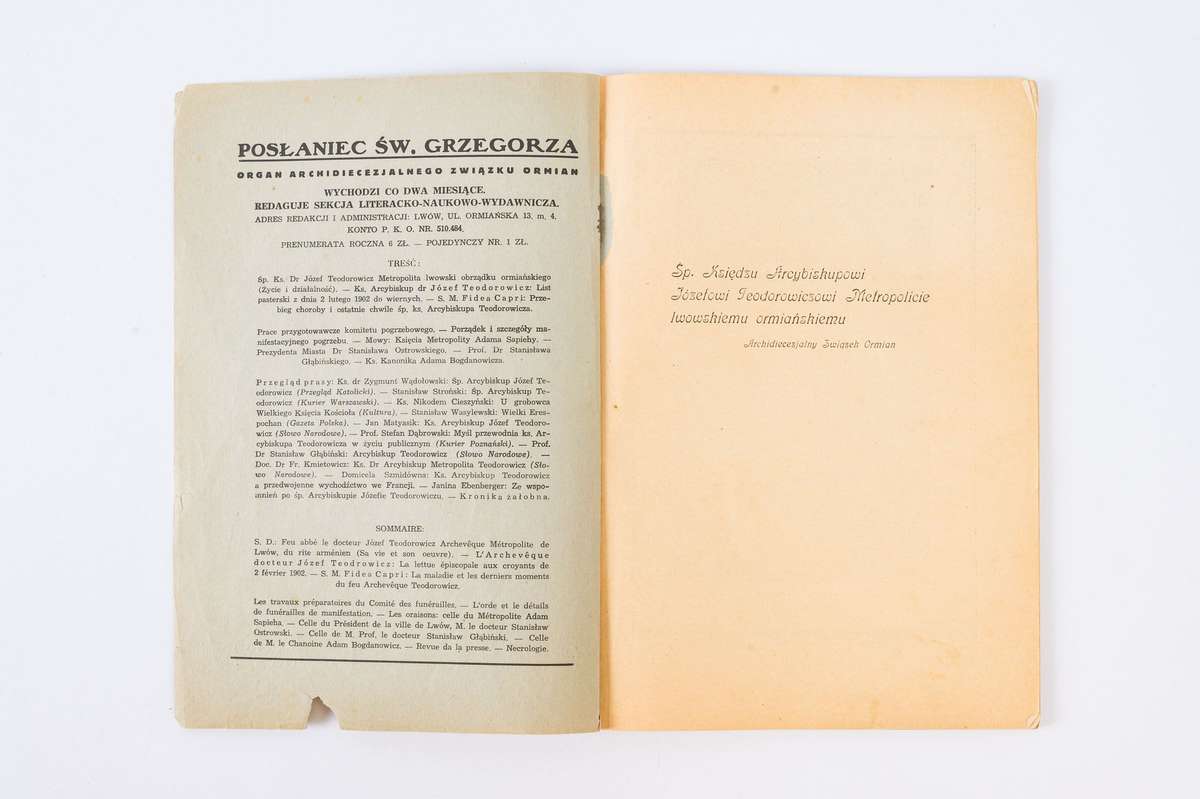 POSŁANIEC ŚW. GRZEGORZA
ORGAN ARCHIDIECEZJALNEGO ZWIĄZKU ORMIAN
WYCHODZI CO DWA MIESIĄCE.
REDAGUJE SEKCJA LITERACKO-NAUKOWO-WYDAWNICZA.
ADRES REDAKCJI I ADMINISTRACJI: LWÓW, UL. ORMIAŃSKA 13. m. 4.
KONTO P. K. O. NR. 510.484.
PRENUMERATA ROCZNA 6 ZŁ. — POJEDYNCZY NR. 1 ZŁ.
TREŚĆ:
Śp. Ks. Dr Józef Teodorowicz Metropolita lwowski obrządku ormiańskiego
(Życie i działalność). — Ks. Arcybiskup dr Józef Teodorowicz: List
pasterski z dnia 2 lutego 1902 do wiernych. — S. M. Fidea Capri: Prze-
bieg choroby i ostatnie chwile śp. ks. Arcybiskupa Teodorowicza.
Prace przygotowawcze komitetu pogrzebowego. — Porządek i szczegóły ma-
nifestacyjnego pogrzebu. — Mowy: Księcia Metropolity Adama Sapiehy. —
Prezydenta Miasta Dr Stanisława Ostrowskiego. — Prof. Dr Stanisława
Głąbińskiego. — Ks. Kanonika Adama Bogdanowicza.
Przegląd prasy: Ks. dr Zygmunt Wądołowski: Śp. Arcybiskup Józef Te-
odorowicz (Przegląd Katolicki). — Stanisław Stroński: Śp. Arcybiskup Te-
odorowicz (Kurier Warszawski). — Ks. Nikodem Cieszyński: U grobowca
Wielkiego Księcia Kościoła (Kultura). — Stanisław Wasylewski: Wielki Eres-
pochan (Gazeta Polska). — Jan Matyasik: Ks. Arcybiskup Józef Teodoro-
wicz (Słowo Narodowe). — Prof. Stefan Dąbrowski: Myśl przewodnia ks. Ar-
cybiskupa Teodorowicza w życiu publicznym (Kurier Poznański). — Prof.
Dr Stanisław Głąbiński: Arcybiskup Teodorowicz (Słowo Narodowe). —
Doc. Dr Fr. Kmietowicz: Ks. Dr Arcybiskup Metropolita Teodorowicz (Sło-
wo Narodowe). — Domicela Szmidówna: Ks. Arcybiskup Teodorowicz
a przedwojenne wychodźctwo we Francji. — Janina Ebenberger: Ze wspo-
mnień po śp. Arcybiskupie Józefie Teodorowiczu. — Kronika żałobna.
SOMMAIRE:
S. D.: Feu abbé le docteur Józef Teodorowicz Archevêque Métropolite de
Lwów, du rite arménien (Sa vie et son oeuvre). — L'Archevêque
docteur Józef Teodrowicz: La lettue épiscopale aux croyants de
2 février 1902. — S. M. Fidea Capri: La maladie et les derniers moments
du feu Archevêque Teodorowicz.
Les travaux préparatoires du Comité des funérailles. — L'orde et le détails
de funérailles de manifestation. — Les oraisons: celle du Métropolite Adam
Sapieha. — Celle du Président de la ville de Lwów, M. le docteur Stanisław
Ostrowski. — Celle de M. Prof. le docteur Stanisław Głąbiński. — Celle
de M. le Chanoine Adam Bogdanowicz. — Revue da la presse. — Necrologie.
Śp. Księdzu Arcybiskupowi
Józefowi Teodorowiczowi Metropolicie
lwowskiemu ormiańskiemu
Archidiecezjalny Związek Ormian